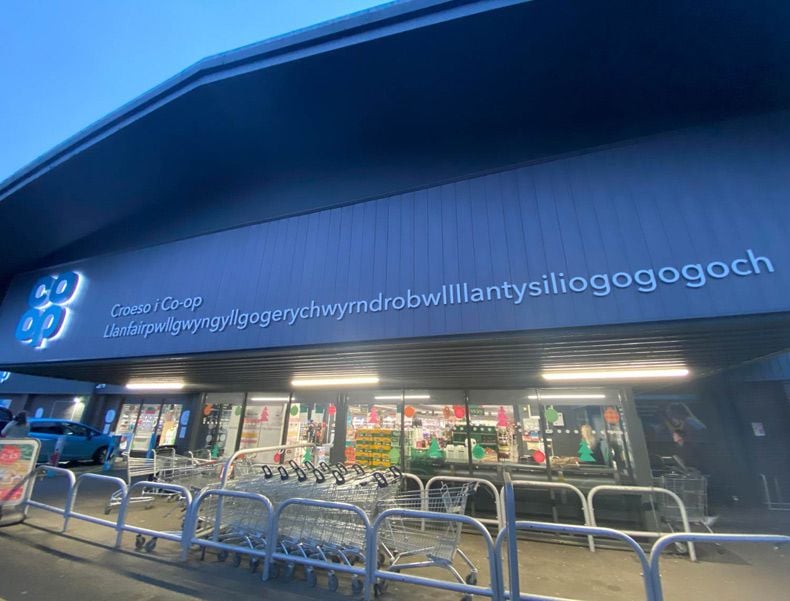 co
op
Croeso i Co-op
Llanfairpwllgwyngyllgogerychwyrndrobwllllantysiliogogogoch